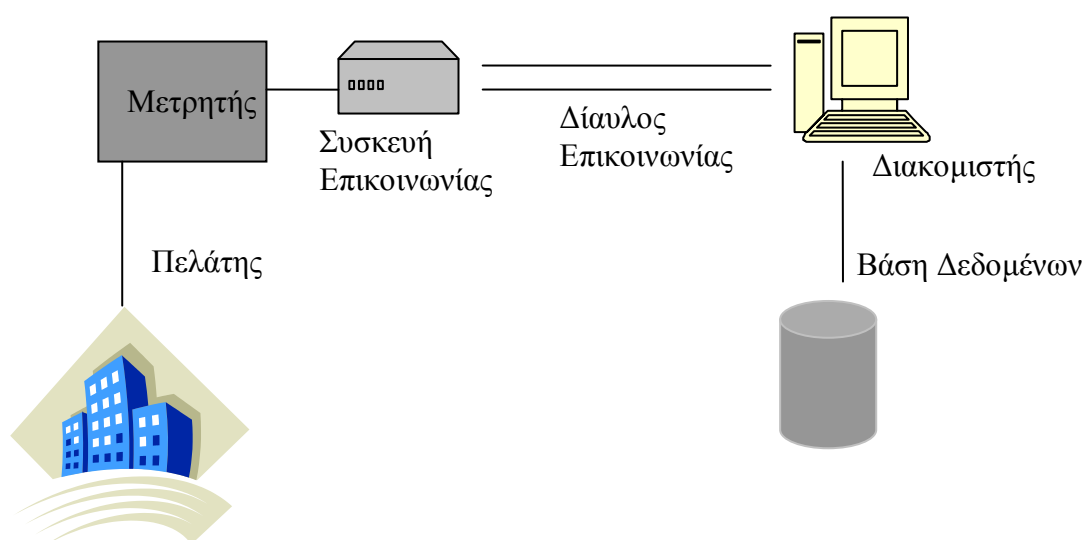 Μετρητής
Συσκευή
Επικοινωνίας
Δίαυλος
Επικοινωνίας
Διακομιστής
Πελάτης
Βάση Δεδομένων